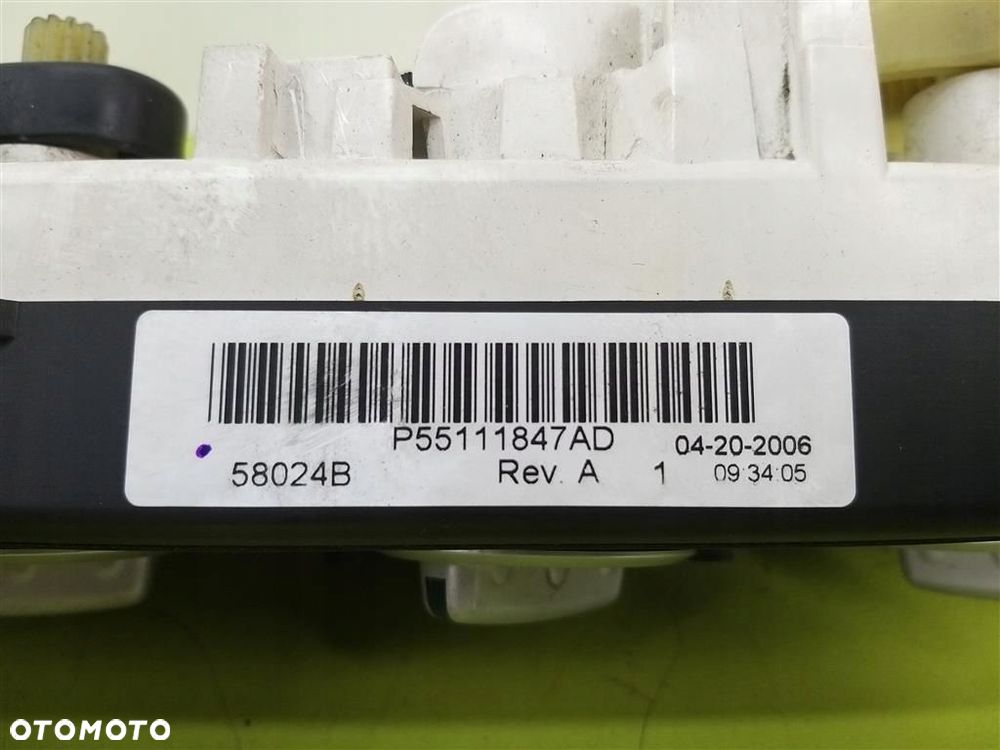 P55111847AD 04-20-2006
58024B Rev. A 1 09:34:05
OTOMOTO